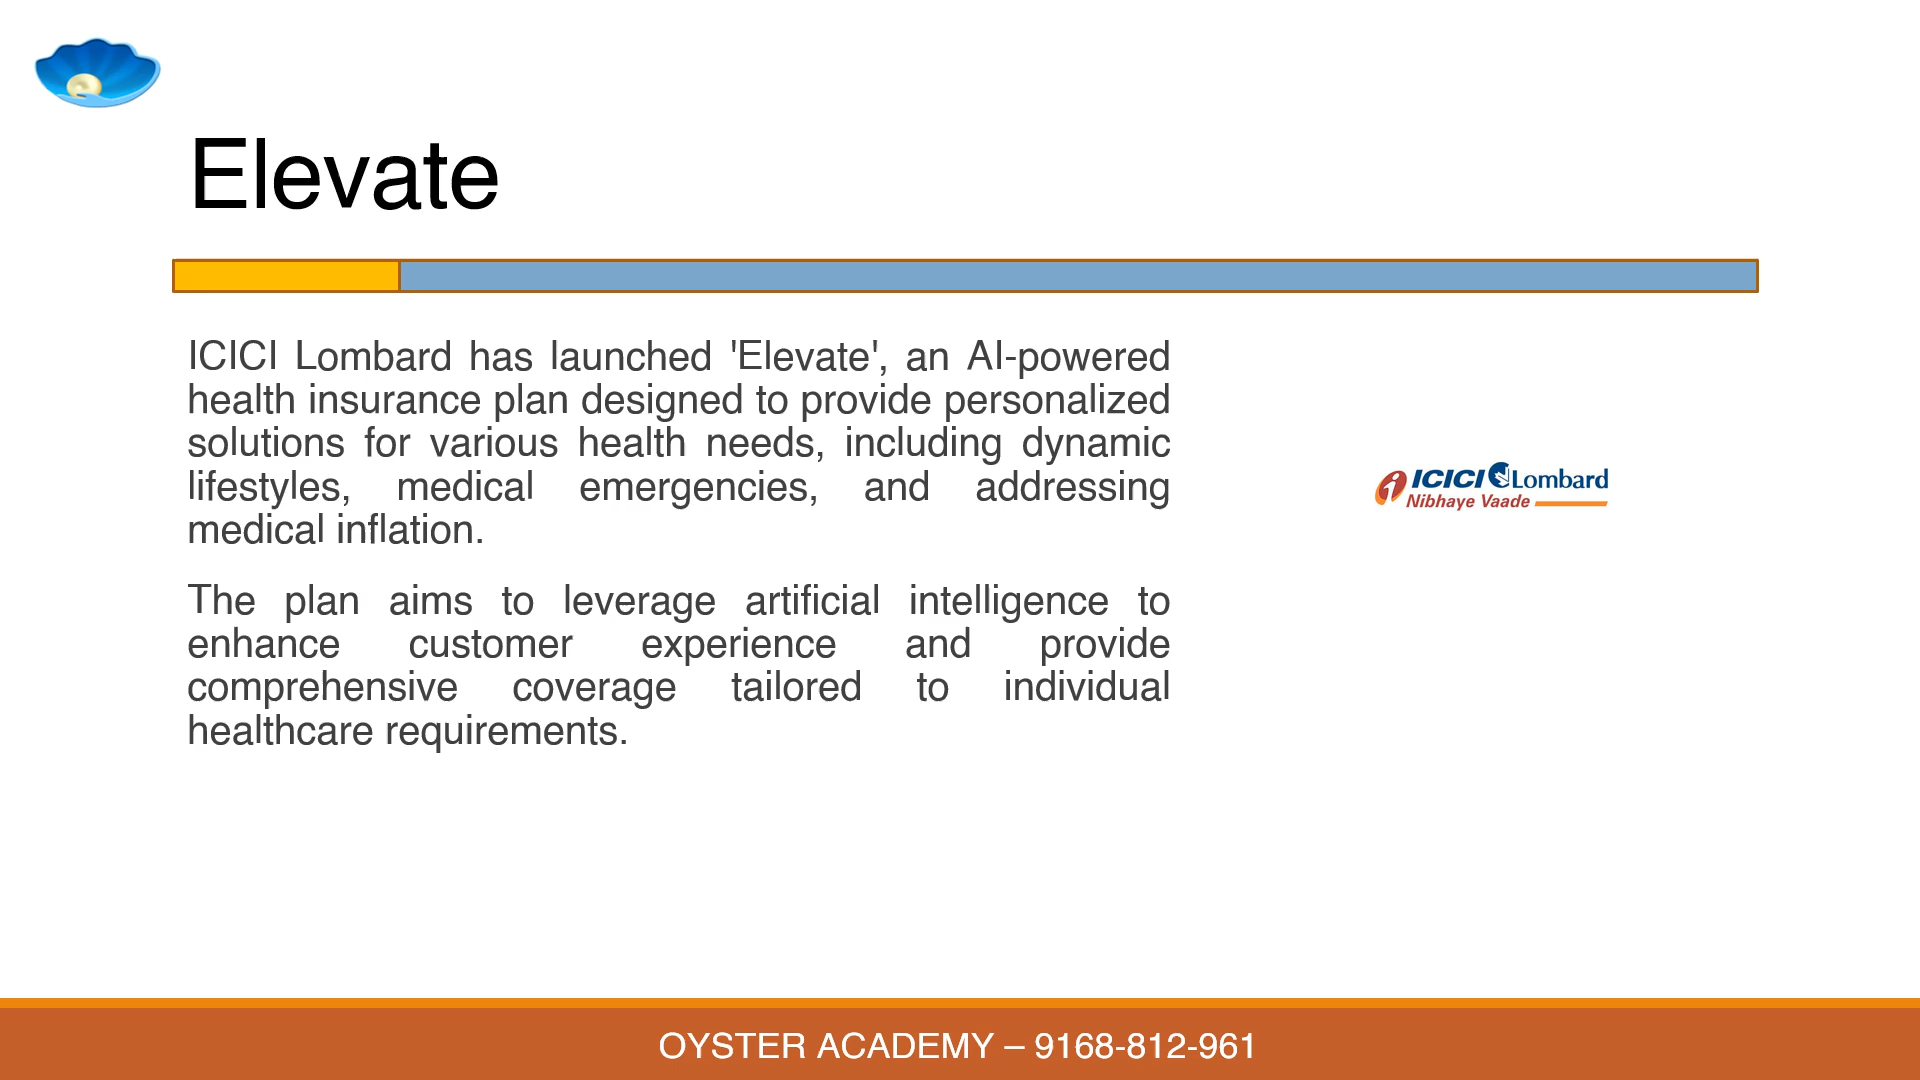 Elevate
ICICI Lombard has launched 'Elevate', an AI-powered
health insurance plan designed to provide personalized
solutions for various health needs, including dynamic
lifestyles, medical emergencies, and addressing
medical inflation.
ICICI Lombard
Nibhaye Vaade
The plan aims to leverage artificial intelligence to
enhance customer experience and provide
comprehensive coverage tailored to individual
healthcare requirements.
OYSTER ACADEMY – 9168-812-961